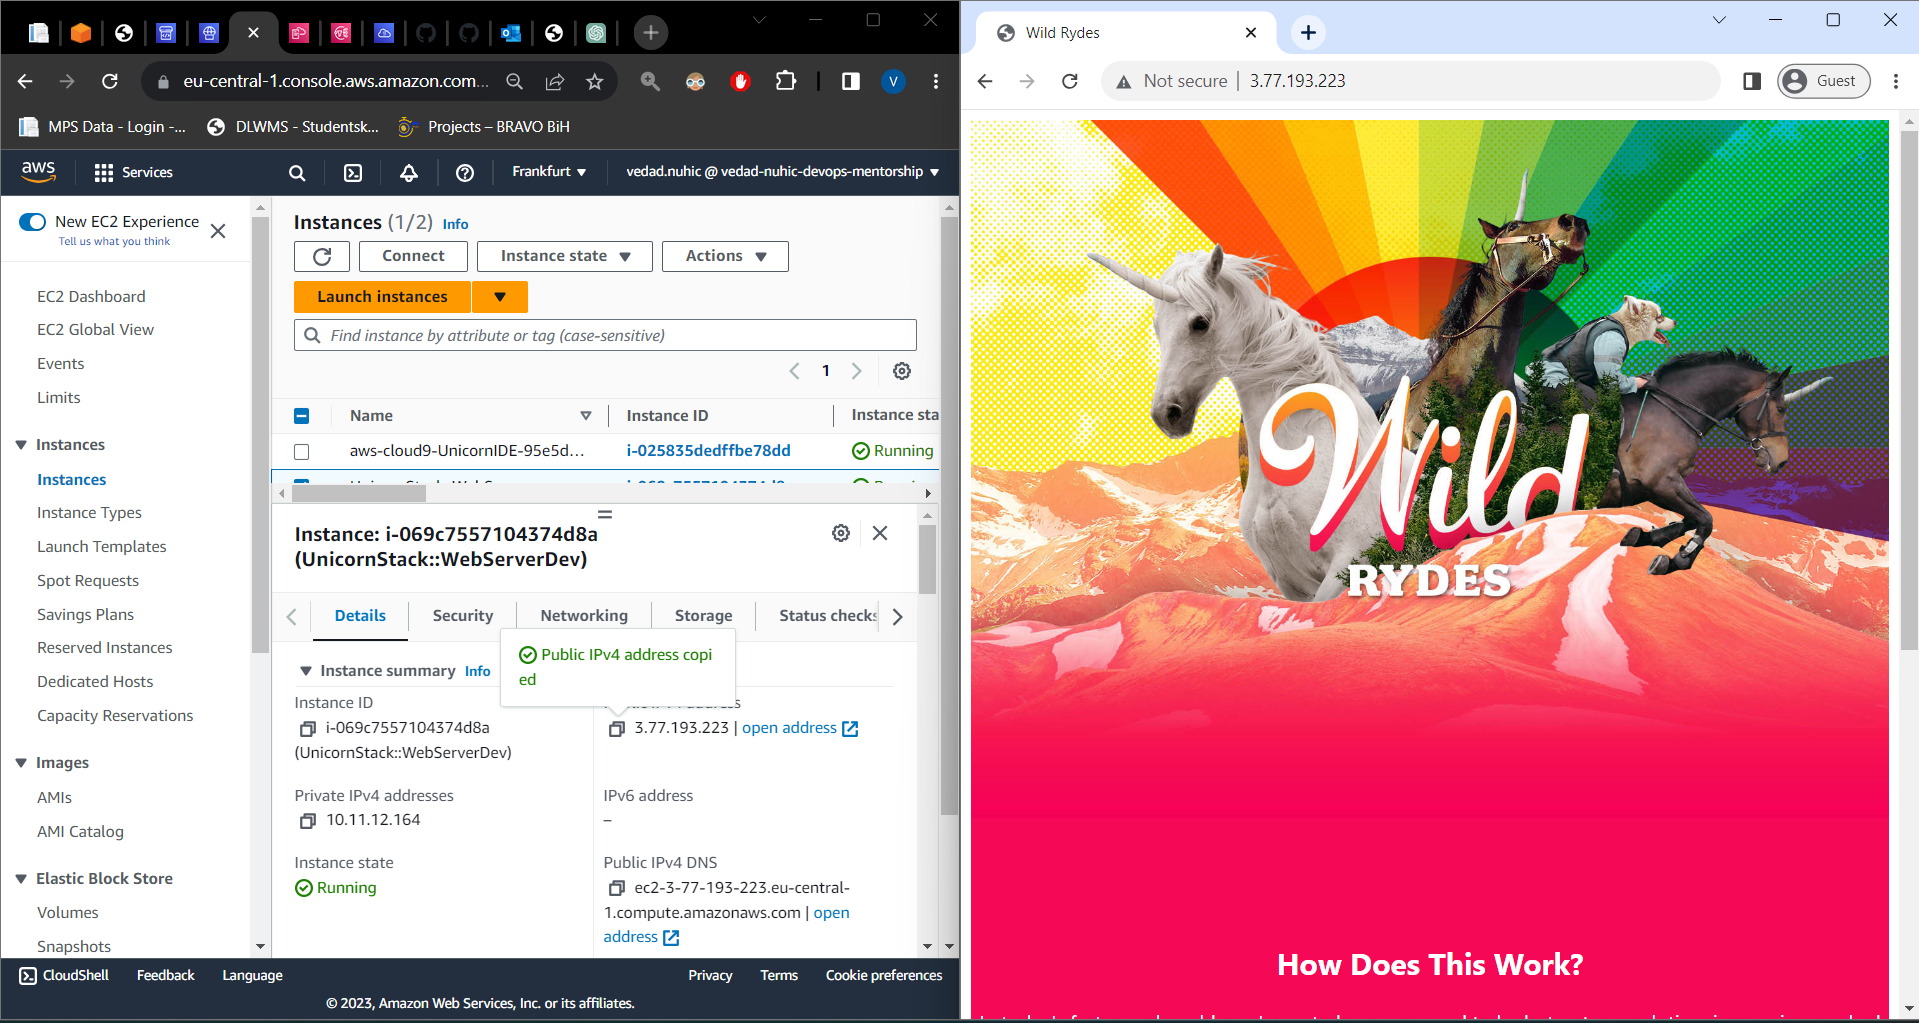 eu-central-1.console.aws.amazon.com...
V
MPS Data - Login -...
DLWMS - Studentsk...
Projects – BRAVO BiH
aws
Services
Frankfurt
vedad.nuhic @ vedad-nuhic-devops-mentorship
New EC2 Experience
Tell us what you think
EC2 Dashboard
EC2 Global View
Events
Limits
Instances
Instances
Instance Types
Launch Templates
Spot Requests
Savings Plans
Reserved Instances
Dedicated Hosts
Capacity Reservations
Images
AMIs
AMI Catalog
Elastic Block Store
Volumes
Snapshots
Instances (1/2) Info
Connect
Instance state
Actions
Launch instances
Find instance by attribute or tag (case-sensitive)
1
Name
Instance ID
Instance sta
aws-cloud9-UnicornIDE-95e5d...
i-025835dedffbe78dd
Running
Instance: i-069c7557104374d8a
(UnicornStack::WebServerDev)
Details
Security
Networking
Storage
Status checks
Public IPv4 address copi
ed
Instance summary Info
Instance ID
i-069c7557104374d8a
(UnicornStack::WebServerDev)
3.77.193.223 | open address
Private IPv4 addresses
10.11.12.164
IPv6 address
–
Instance state
Running
Public IPv4 DNS
ec2-3-77-193-223.eu-central-
1.compute.amazonaws.com | open
address
CloudShell
Feedback
Language
Privacy
Terms
Cookie preferences
© 2023, Amazon Web Services, Inc. or its affiliates.
Wild Rydes
Not secure
3.77.193.223
Guest
Wild
RYDES
How Does This Work?